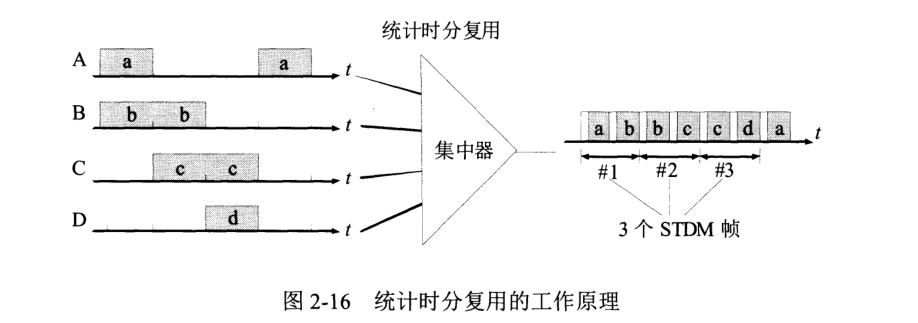 统计时分复用
A a a t
B b b t
C c c t
D d t
集中器
a b b c c d a t
#1 #2 #3
3 个 STDM 帧
图 2-16 统计时分复用的工作原理